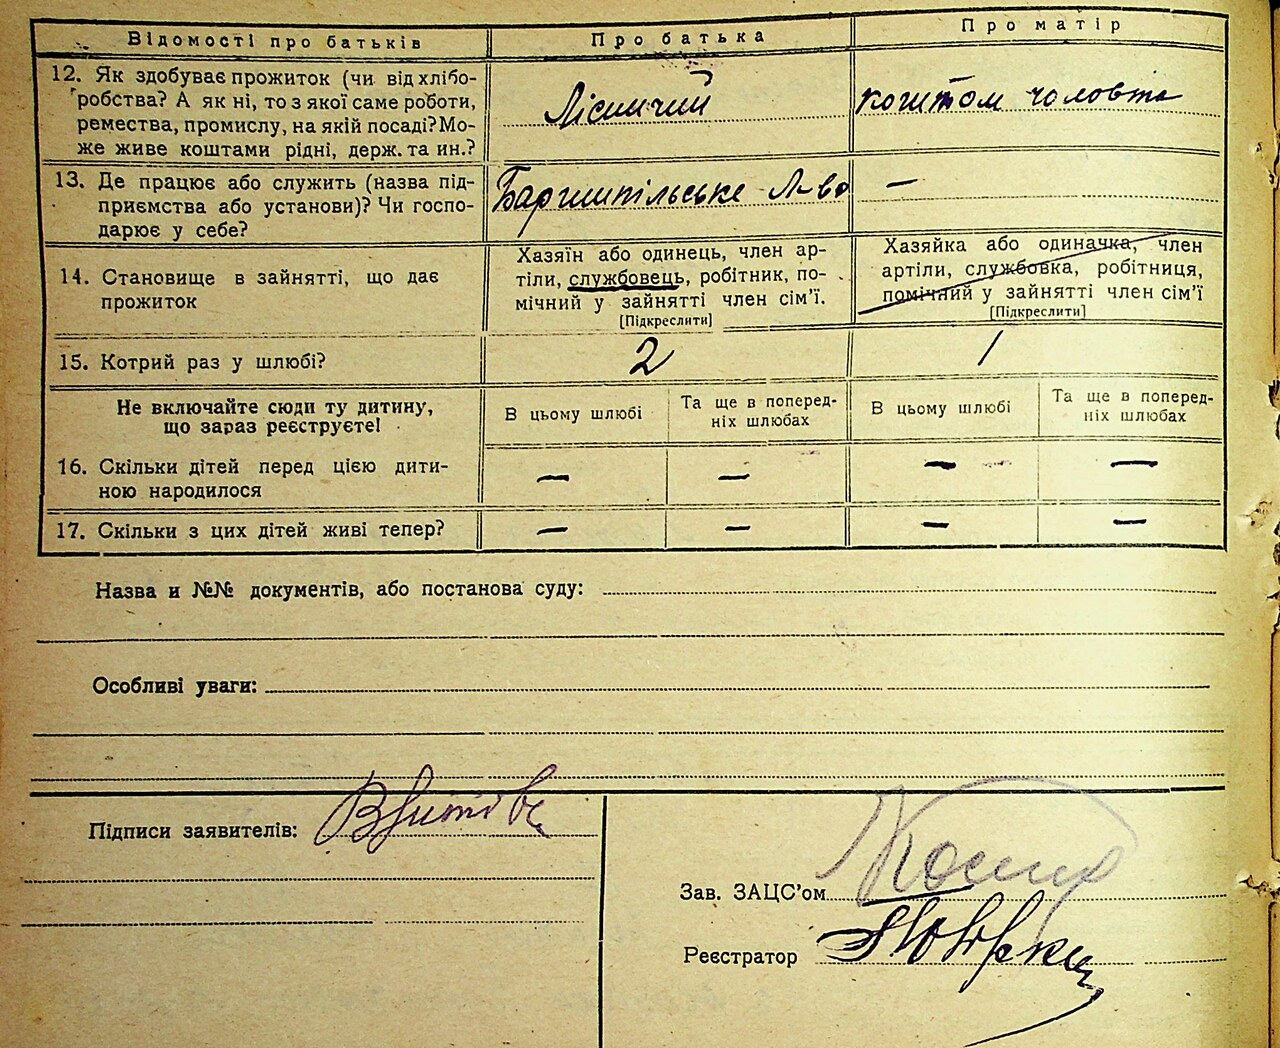 Відомості про батьків
Про батька
Про матір
12. Як здобуває прожиток (чи від хлібо-
робства? А як ні, то з якої саме роботи,
ремества, промислу, на якій посаді? Мо-
же живе коштами рідні, держ. та ин.?
Лісничий
коштом чоловіка
13. Де працює або служить (назва під-
приємства або установи)? Чи госпо-
дарює у себе?
Л-во
—
14. Становище в зайнятті, що дає
прожиток
Хазяїн або одинець, член ар-
тіли, службовець, робітник, по-
мічний у зайнятті член сім’ї.
[Підкреслити]
Хазяйка або одиначка, член
артіли, службовка, робітниця,
помічний у зайнятті член сім’ї
[Підкреслити]
15. Котрий раз у шлюбі?
2
1
Не включайте сюди ту дитину,
що зараз реєструєте!
В цьому шлюбі
Та ще в поперед-
ніх шлюбах
В цьому шлюбі
Та ще в поперед-
ніх шлюбах
16. Скільки дітей перед цією дити-
ною народилося
— — — —
17. Скільки з цих дітей живі тепер?
— — — —
Назва и №№ документів, або постанова суду:
Особливі уваги:
Підписи заявителів:
Зав. ЗАЦС’ом
Реєстратор